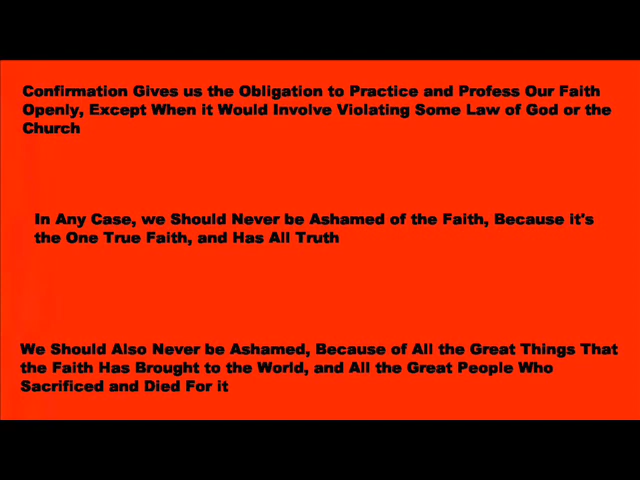 Confirmation Gives us the Obligation to Practice and Profess Our Faith
Openly, Except When it Would Involve Violating Some Law of God or the
Church
In Any Case, we Should Never be Ashamed of the Faith, Because it's
the One True Faith, and Has All Truth
We Should Also Never be Ashamed, Because of All the Great Things That
the Faith Has Brought to the World, and All the Great People Who
Sacrificed and Died For it